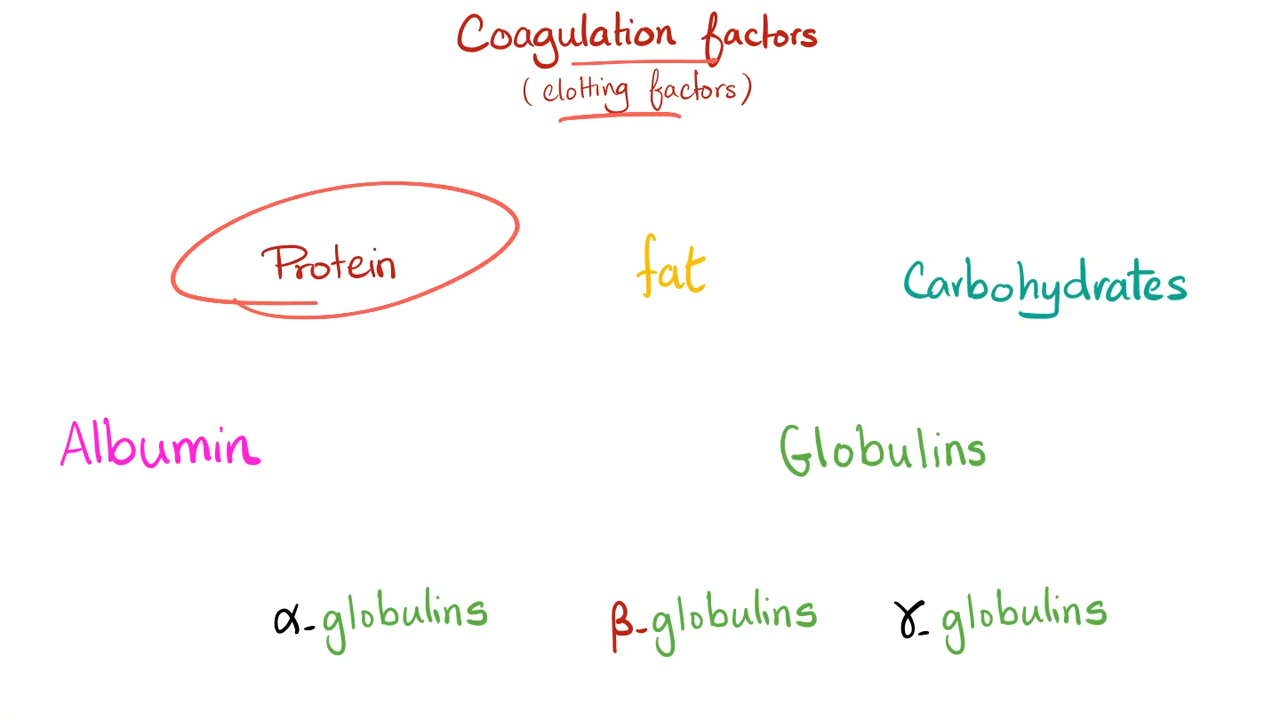 Coagulation factors
(clotting factors)
Protein fat Carbohydrates
Albumin Globulins
α-globulins β-globulins γ-globulins